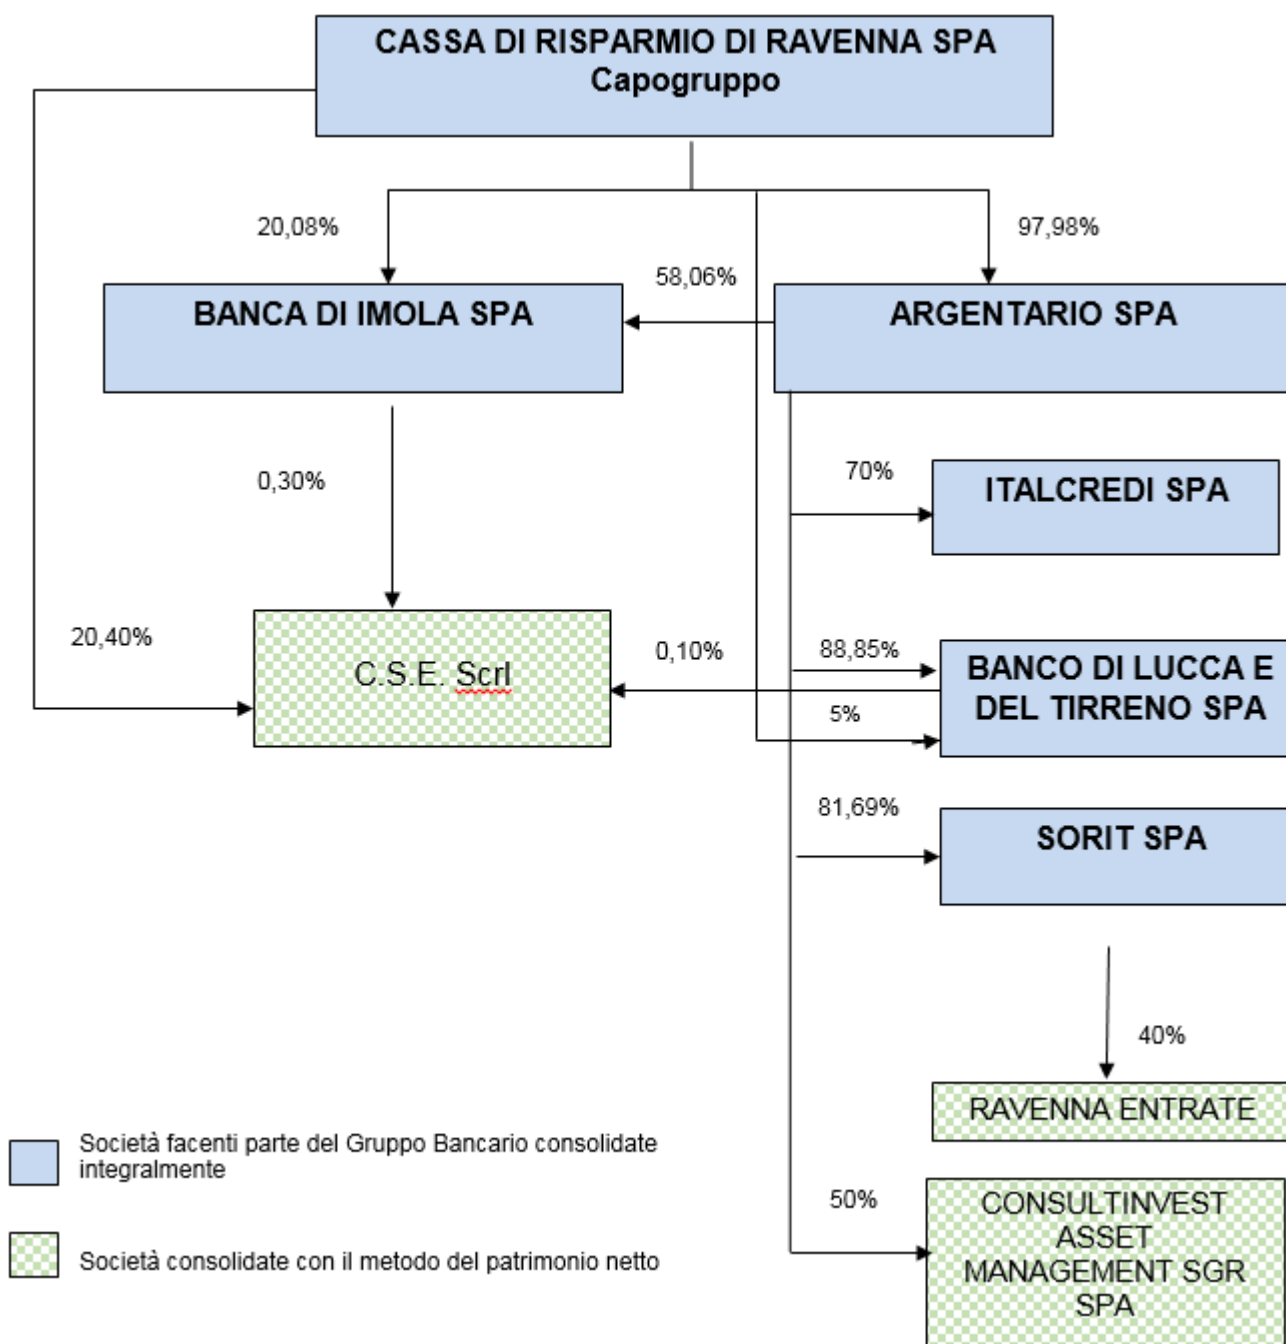 CASSA DI RISPARMIO DI RAVENNA SPA
Capogruppo
20,08%
97,98%
58,06%
BANCA DI IMOLA SPA
ARGENTARIO SPA
0,30%
70%
ITALCREDI SPA
20,40%
C.S.E. Scrl
0,10%
88,85%
BANCO DI LUCCA E
DEL TIRRENO SPA
5%
81,69%
SORIT SPA
40%
RAVENNA ENTRATE
Società facenti parte del Gruppo Bancario consolidate
integralmente
50%
CONSULTINVEST
ASSET
MANAGEMENT SGR
SPA
Società consolidate con il metodo del patrimonio netto